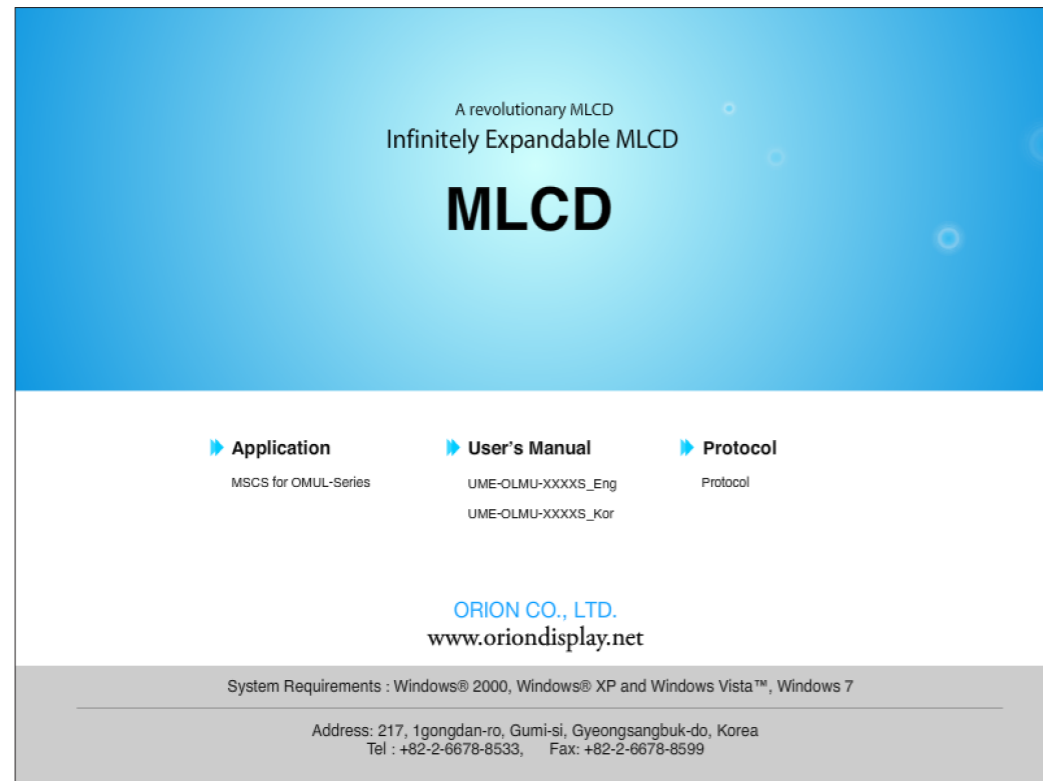 A revolutionary MLCD
Infinitely Expandable MLCD
MLCD
Application
MSCS for OMUL-Series
User's Manual
UME-OLMU-XXXXS_Eng
UME-OLMU-XXXXS_Kor
Protocol
Protocol
ORION CO., LTD.
www.oriondisplay.net
System Requirements : Windows® 2000, Windows® XP and Windows Vista™, Windows 7
Address: 217, 1gongdan-ro, Gumi-si, Gyeongsangbuk-do, Korea
Tel : +82-2-6678-8533, Fax: +82-2-6678-8599